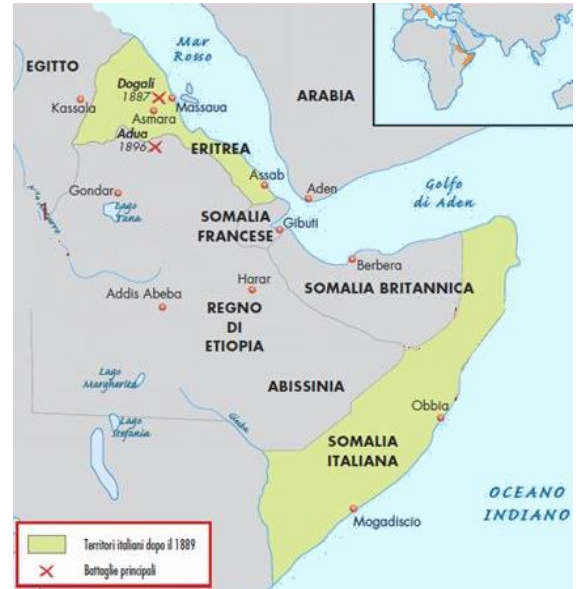 Mar
Rosso
EGITTO
Dogali
1887
Kassala
Massaua
Asmara
ARABIA
Adua
1896
ERITREA
Assab
Aden
Gondar
Lago
Tana
Golfo
di Aden
SOMALIA
FRANCESE
Gibuti
Berbera
Harar
SOMALIA BRITANNICA
Addis Abeba
REGNO
DI
ETIOPIA
Lago
Margherita
ABISSINIA
Obbia
Lago
Stefania
Giuba
SOMALIA
ITALIANA
OCEANO
INDIANO
Mogadiscio
Territori italiani dopo il 1889
Battaglie principali